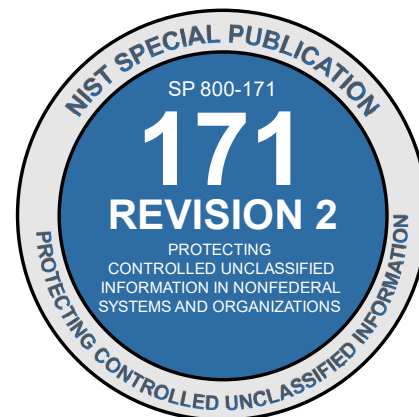 NIST SPECIAL PUBLICATION
SP 800-171
171
REVISION 2
PROTECTING
CONTROLLED UNCLASSIFIED
INFORMATION IN NONFEDERAL
SYSTEMS AND ORGANIZATIONS
PROTECTING CONTROLLED UNCLASSIFIED INFORMATION